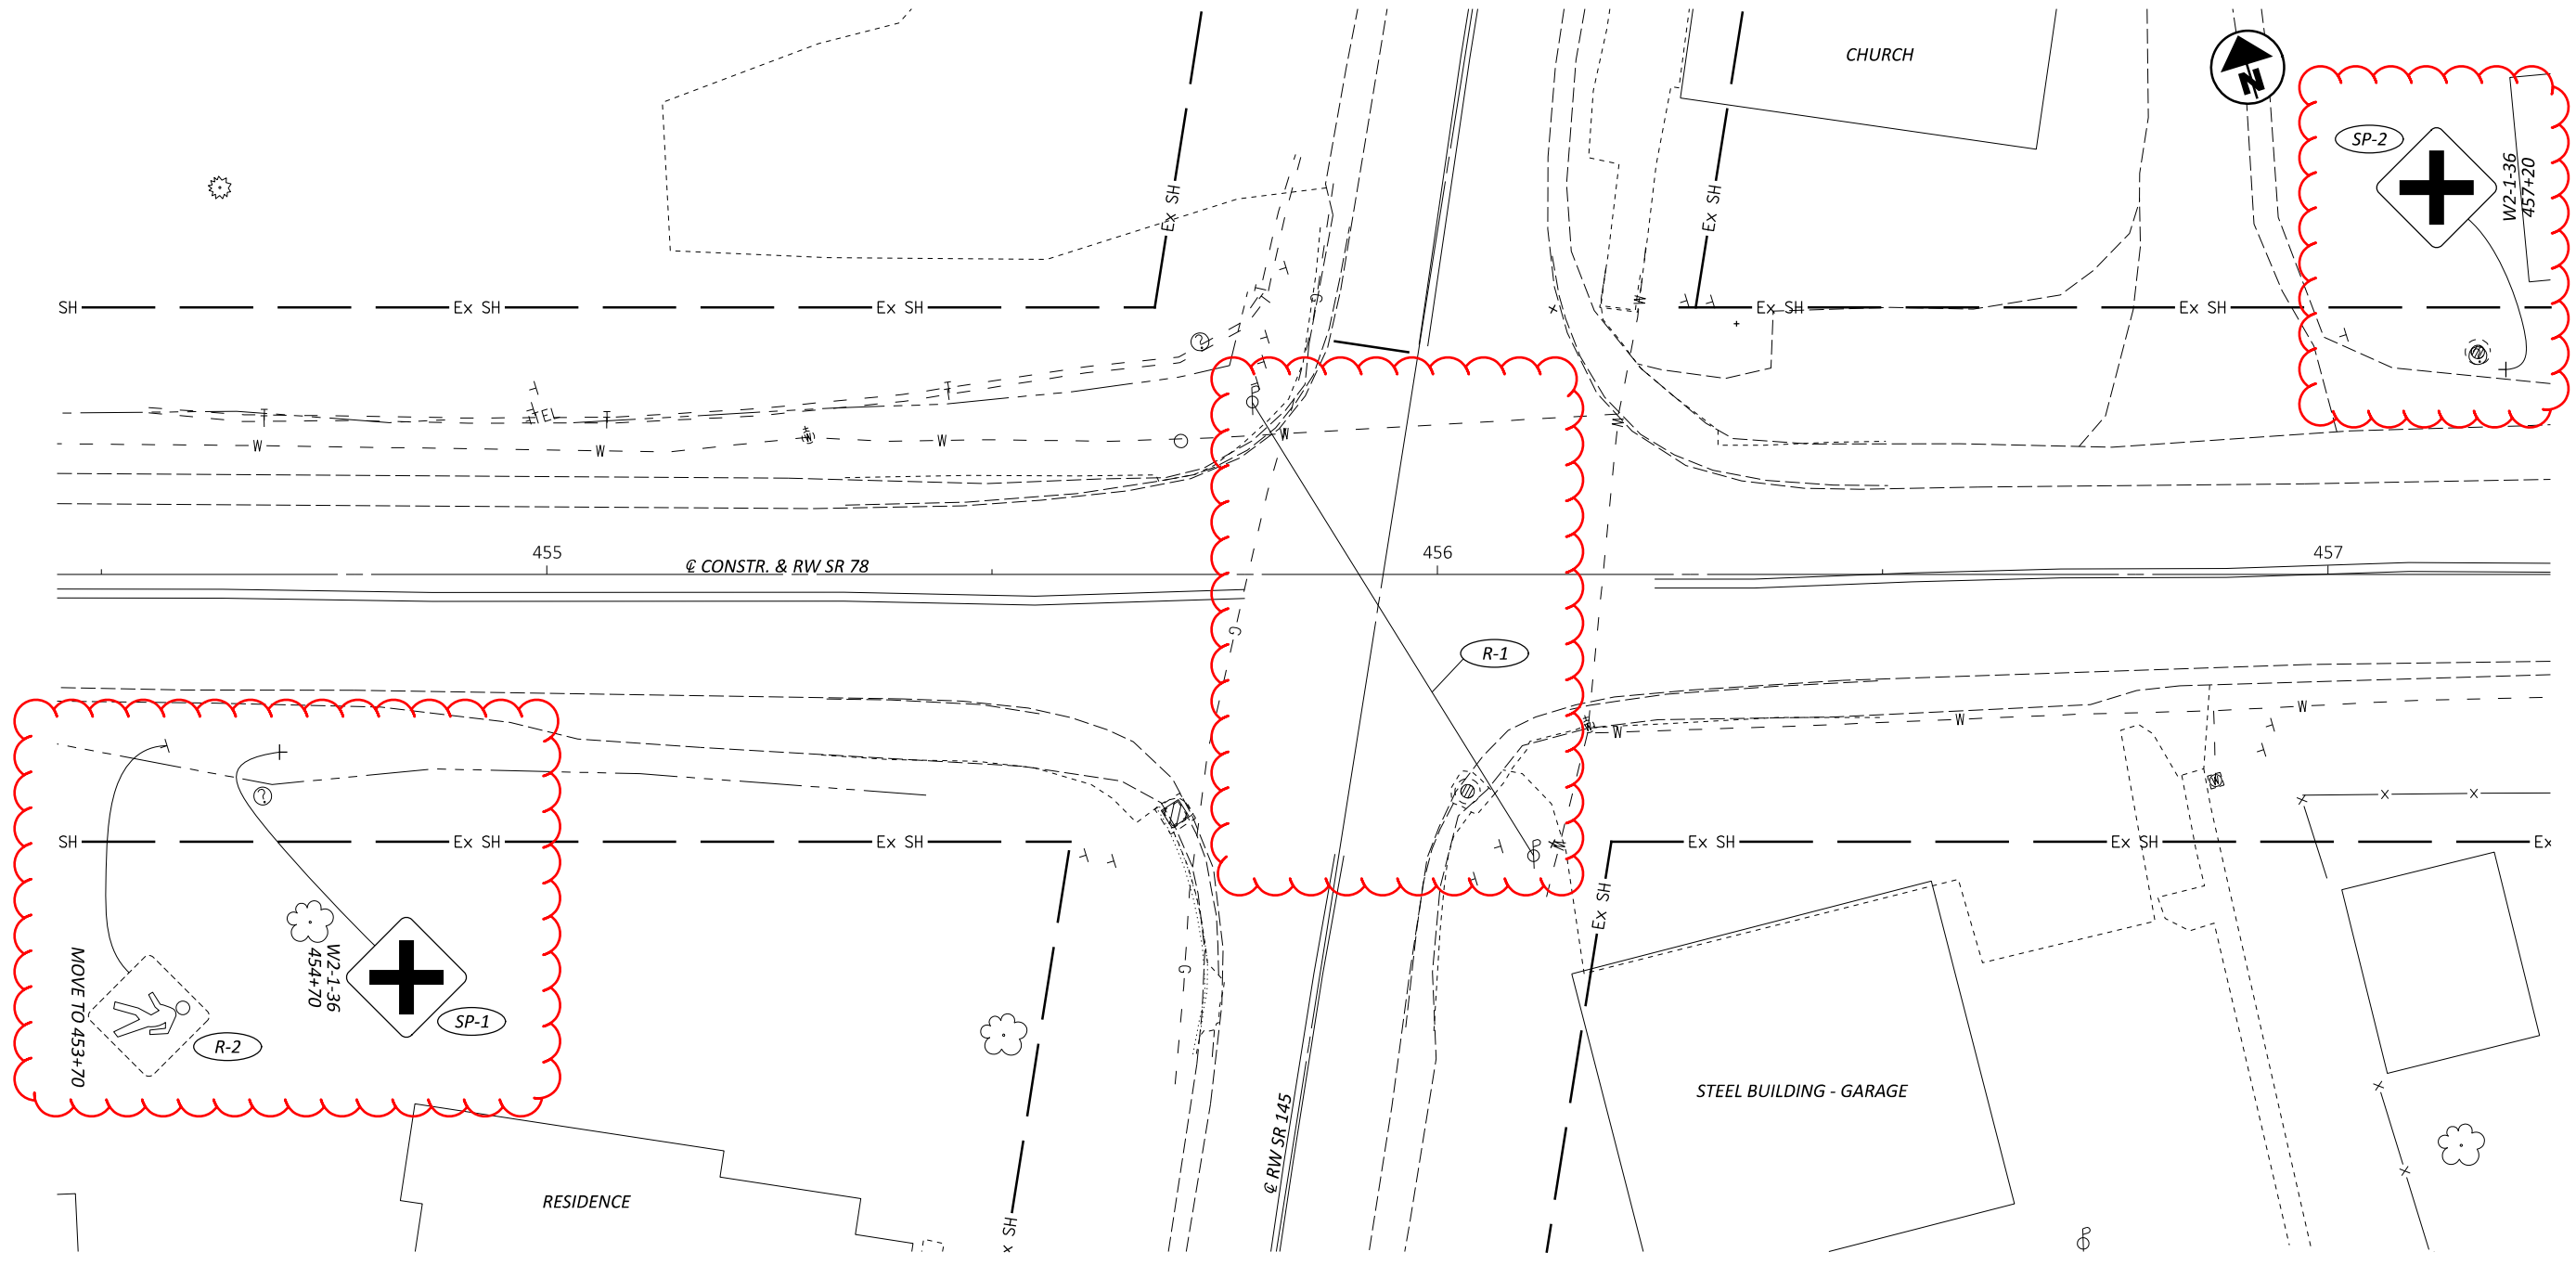 CHURCH
N
SP-2
W2-1-36
457+20
Ex SH
Ex SH
SH
Ex SH
Ex SH
Ex SH
Ex SH
G
W
?
T
T
T
TEL
W
W
W
W
W
W
455
456
457
℄ CONSTR. & RW SR 78
G
R-1
W
W
W
W
?
SH
Ex SH
Ex SH
Ex SH
Ex SH
Ex
W
Ex SH
G
W2-1-36
454+70
SP-1
MOVE TO 453+70
R-2
STEEL BUILDING - GARAGE
℄ RW SR 145
RESIDENCE
x SH